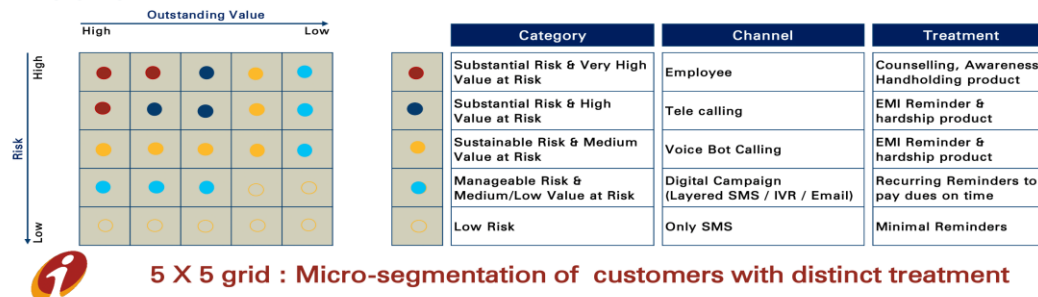 Outstanding Value
High
Low
High
Risk
Low
Category
Channel
Treatment
Substantial Risk & Very High
Value at Risk
Employee
Counselling, Awareness
Handholding product
Substantial Risk & High
Value at Risk
Tele calling
EMI Reminder &
hardship product
Sustainable Risk & Medium
Value at Risk
Voice Bot Calling
EMI Reminder &
hardship product
Manageable Risk &
Medium/Low Value at Risk
Digital Campaign
(Layered SMS / IVR / Email)
Recurring Reminders to
pay dues on time
Low Risk
Only SMS
Minimal Reminders
5 X 5 grid : Micro-segmentation of customers with distinct treatment